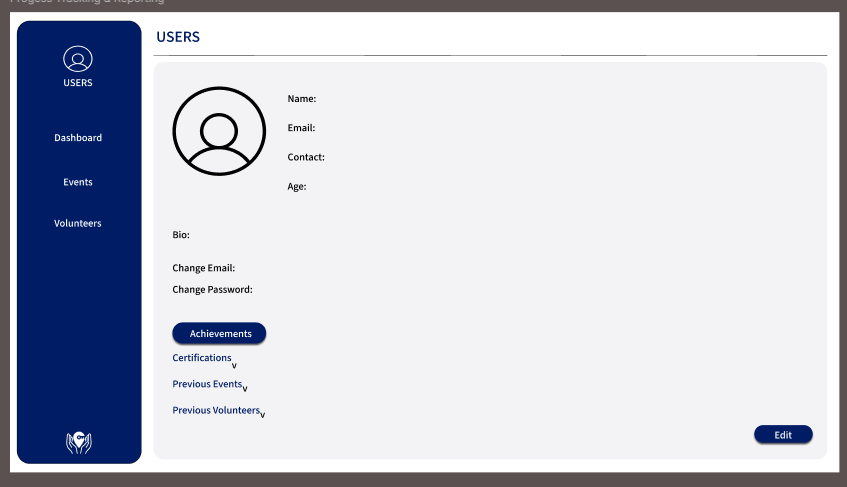 Progess Tracking & Reporting
USERS
USERS
Dashboard
Events
Volunteers
Name:
Email:
Contact:
Age:
Bio:
Change Email:
Change Password:
Achievements
Certifications v
Previous Events v
Previous Volunteers v
Edit